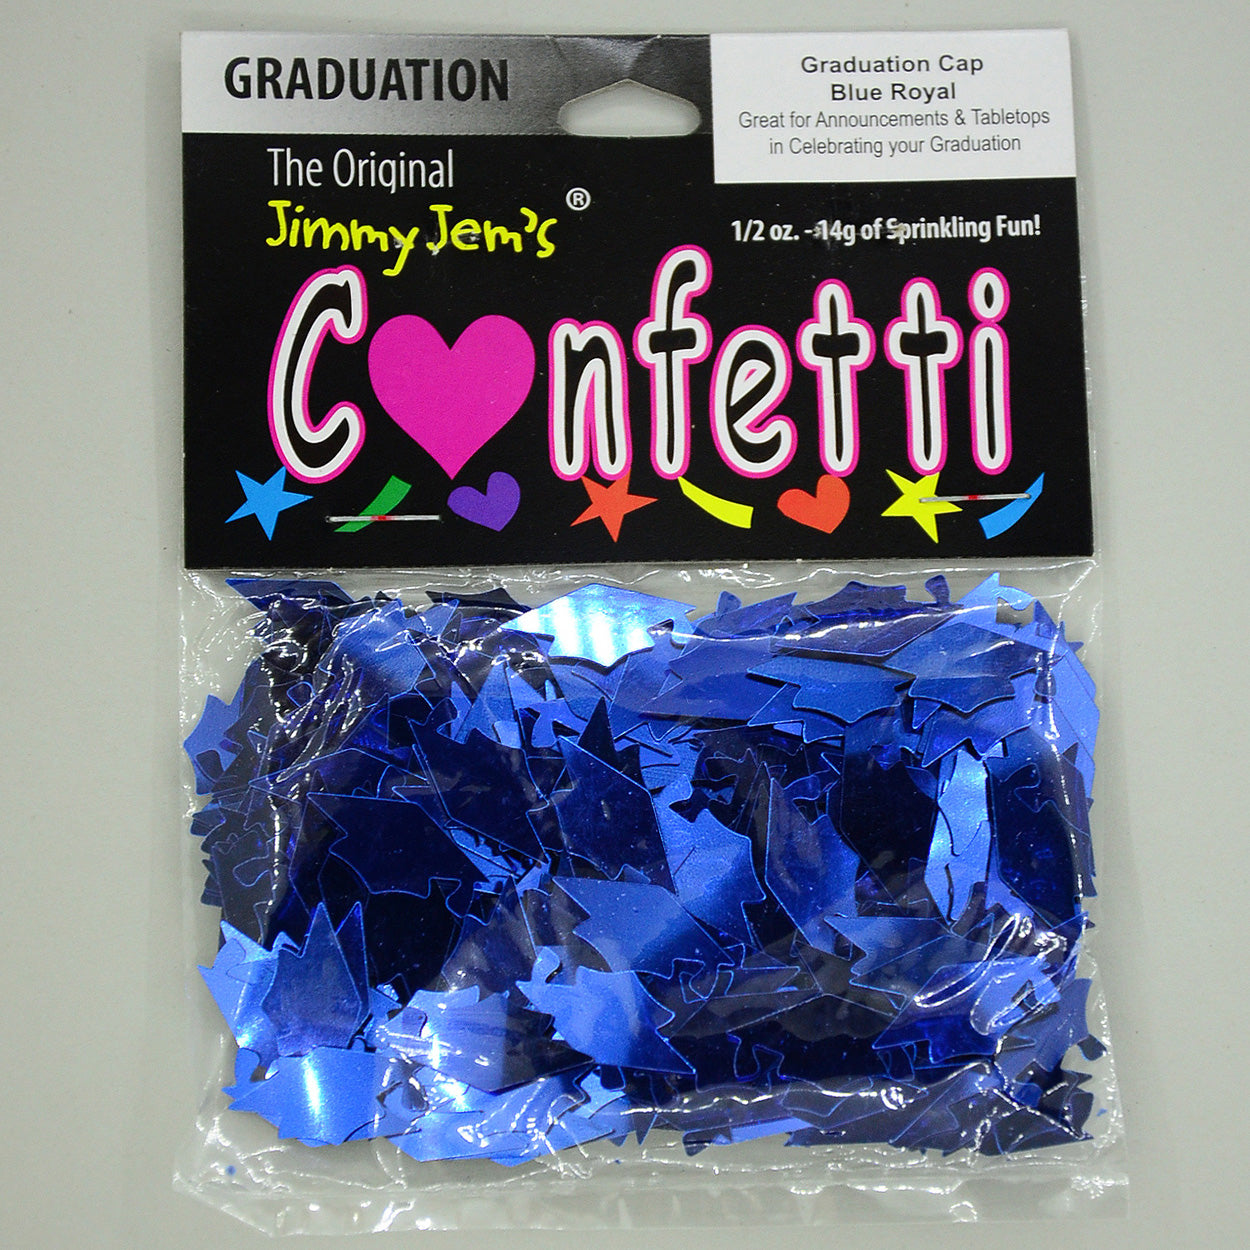 GRADUATION
Graduation Cap
Blue Royal
Great for Announcements & Tabletops
in Celebrating your Graduation
The Original
Jimmy Jem's®
1/2 oz. - 14g of Sprinkling Fun!
Confetti